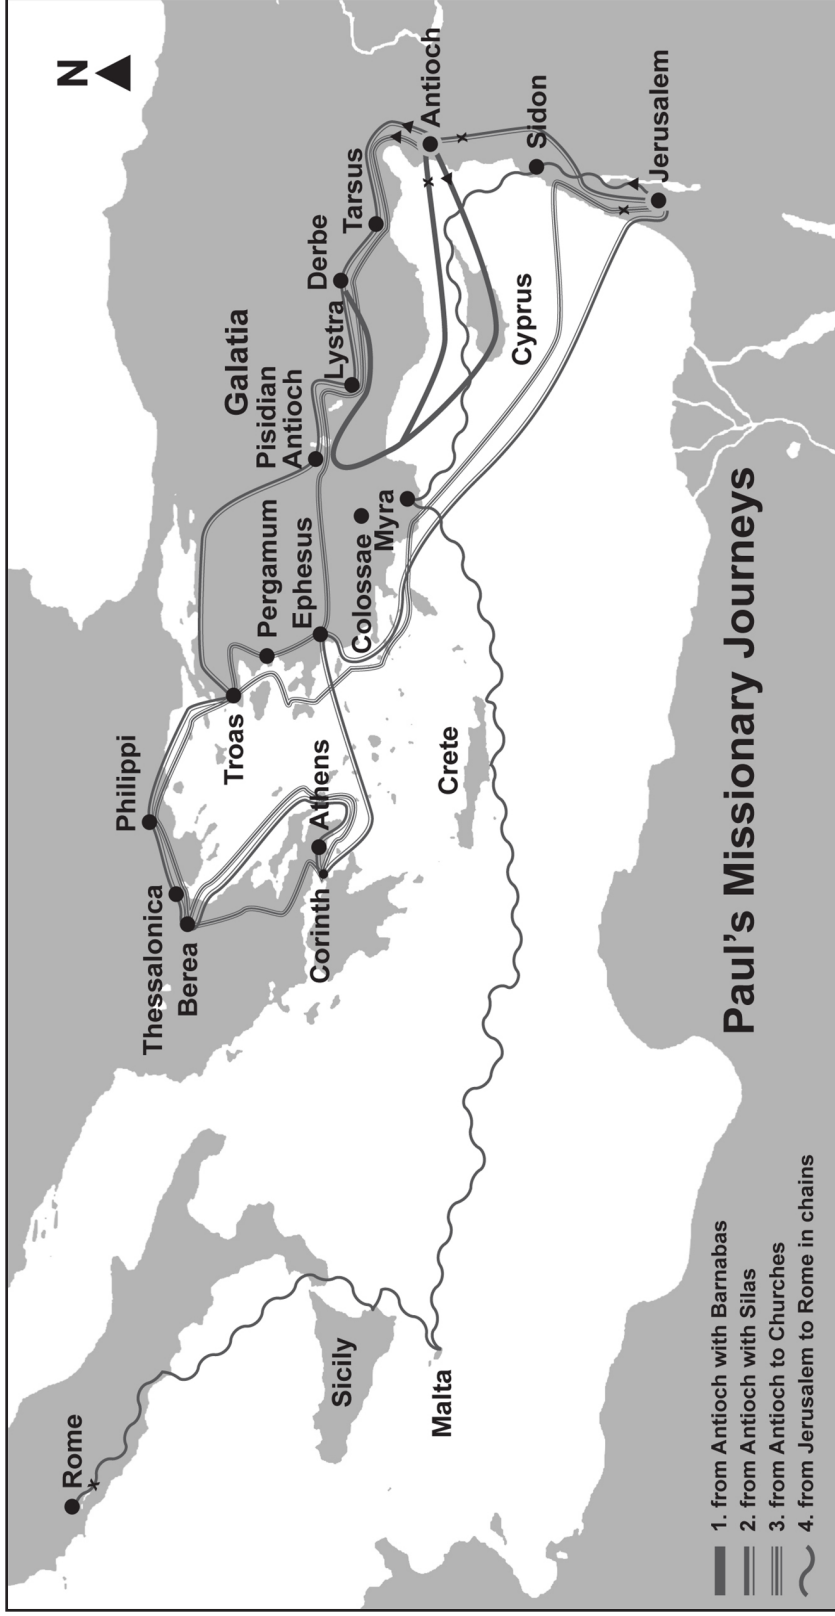 N
Rome
Sicily
Malta
Thessalonica
Berea
Philippi
Corinth
Athens
Troas
Crete
Pergamum
Ephesus
Colossae
Myra
Galatia
Pisidian
Antioch
Lystra
Derbe
Tarsus
Cyprus
Antioch
Sidon
Jerusalem
Paul's Missionary Journeys
1. from Antioch with Barnabas
2. from Antioch with Silas
3. from Antioch to Churches
4. from Jerusalem to Rome in chains